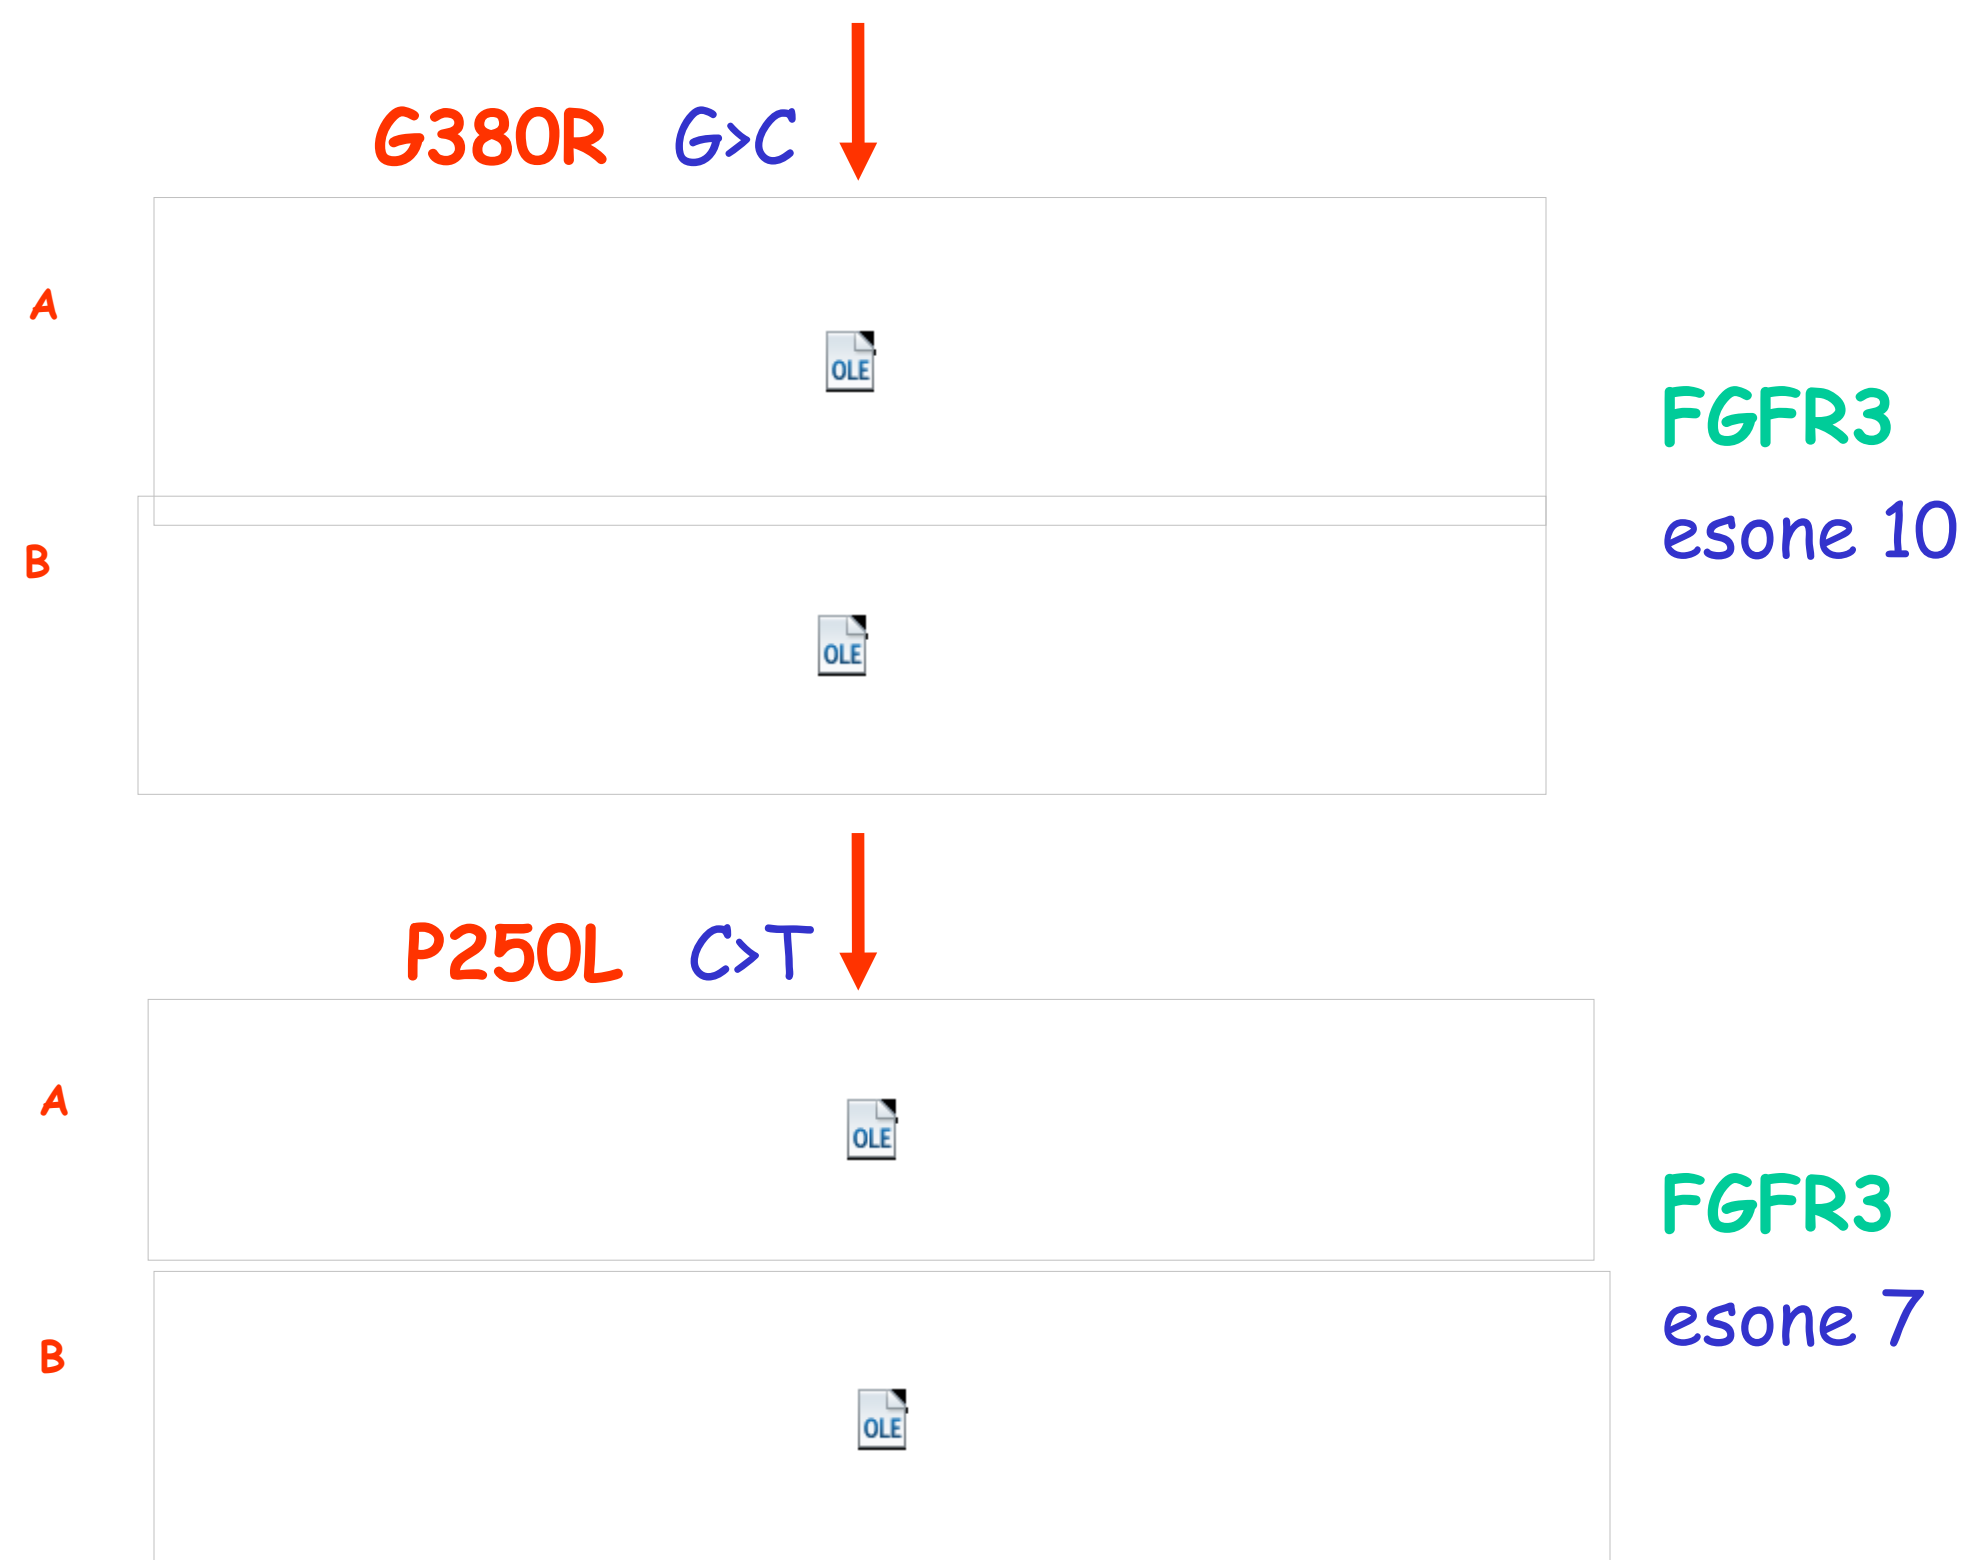 G380R G>C
A
OLE
FGFR3
esone 10
B
OLE
P250L C>T
A
OLE
FGFR3
esone 7
B
OLE